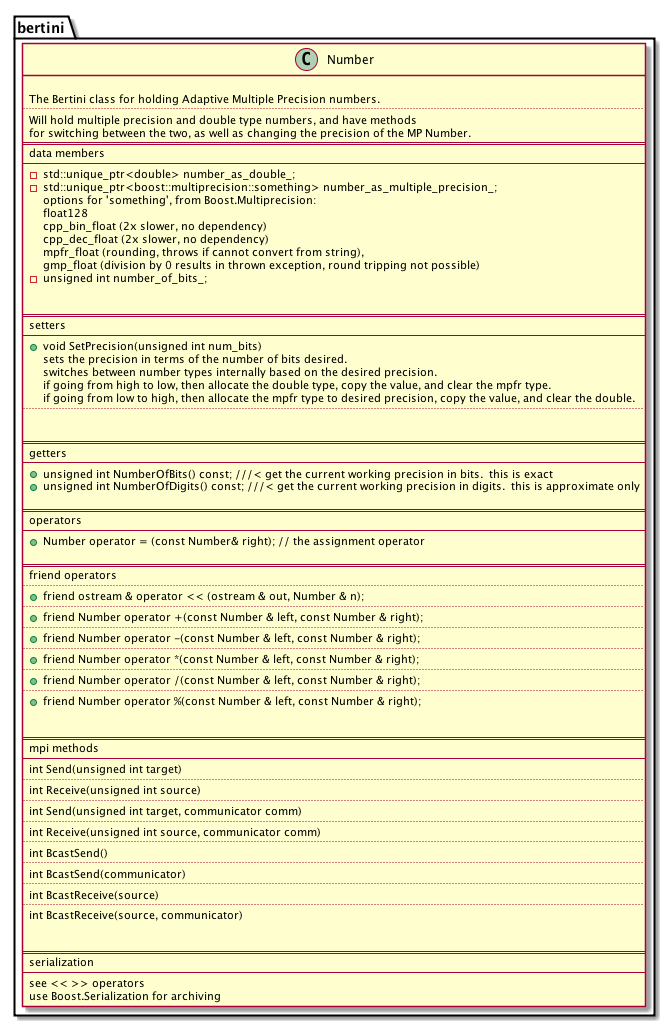 bertini
C Number
The Bertini class for holding Adaptive Multiple Precision numbers.
Will hold multiple precision and double type numbers, and have methods
for switching between the two, as well as changing the precision of the MP Number.
data members
std::unique_ptr<double> number_as_double_;
std::unique_ptr<boost::multiprecision::something> number_as_multiple_precision_;
options for 'something', from Boost.Multiprecision:
float128
cpp_bin_float (2x slower, no dependency)
cpp_dec_float (2x slower, no dependency)
mpfr_float (rounding, throws if cannot convert from string),
gmp_float (division by 0 results in thrown exception, round tripping not possible)
unsigned int number_of_bits_;
setters
void SetPrecision(unsigned int num_bits)
sets the precision in terms of the number of bits desired.
switches between number types internally based on the desired precision.
if going from high to low, then allocate the double type, copy the value, and clear the mpfr type.
if going from low to high, then allocate the mpfr type to desired precision, copy the value, and clear the double.
getters
unsigned int NumberOfBits() const; ///< get the current working precision in bits.  this is exact
unsigned int NumberOfDigits() const; ///< get the current working precision in digits.  this is approximate only
operators
Number operator = (const Number& right); // the assignment operator
friend operators
friend ostream & operator << (ostream & out, Number & n);
friend Number operator +(const Number & left, const Number & right);
friend Number operator -(const Number & left, const Number & right);
friend Number operator *(const Number & left, const Number & right);
friend Number operator /(const Number & left, const Number & right);
friend Number operator %(const Number & left, const Number & right);
mpi methods
int Send(unsigned int target)
int Receive(unsigned int source)
int Send(unsigned int target, communicator comm)
int Receive(unsigned int source, communicator comm)
int BcastSend()
int BcastSend(communicator)
int BcastReceive(source)
int BcastReceive(source, communicator)
serialization
see << >> operators
use Boost.Serialization for archiving